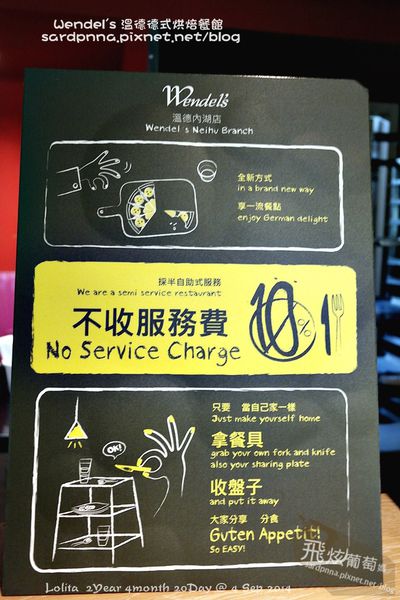 Wendel's 溫德德式烘焙餐館
sardpnna.pixnet.net/blog
Wendel's
溫德內湖店
Wendel's Neihu Branch
全新方式
in a brand new way
享一流餐點
enjoy German delight
採半自助式服務
We are a semi service restaurant
不收服務費
No Service Charge
10%
只要 當自己家一樣
Just make yourself home
OK!
拿餐具
grab your own fork and knife
also your sharing plate
收盤子
and put it away
大家分享 分食
Guten Appetit!
So EASY!
飛炫葡萄媽
sardpnna.pixnet.net/blog
Lolita 2Year 4month 20Day @ 4 Sep 2014